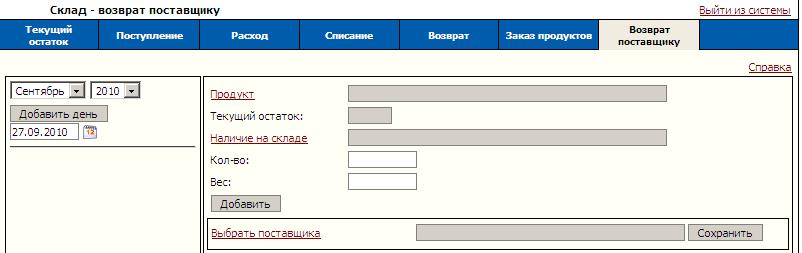 Склад - возврат поставщику
Выйти из системы
Текущий остаток
Поступление
Расход
Списание
Возврат
Заказ продуктов
Возврат поставщику
Справка
Сентябрь 2010
Добавить день
27.09.2010 12
Продукт
Текущий остаток:
Наличие на складе
Кол-во:
Вес:
Добавить
Выбрать поставщика
Сохранить